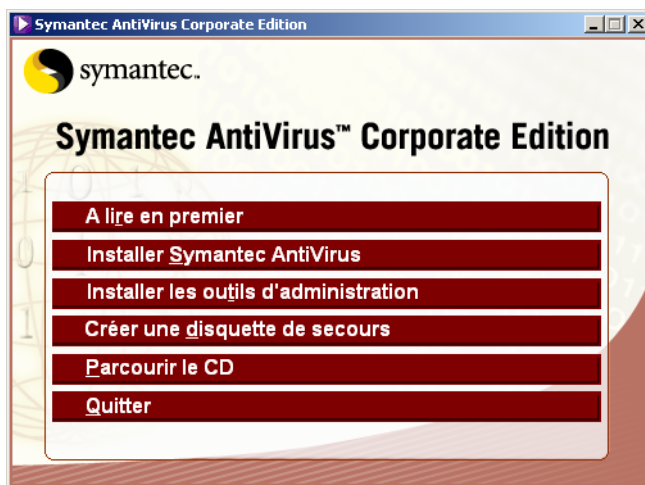 Symantec AntiVirus Corporate Edition
symantec.
Symantec AntiVirus™ Corporate Edition
A lire en premier
Installer Symantec AntiVirus
Installer les outils d'administration
Créer une disquette de secours
Parcourir le CD
Quitter